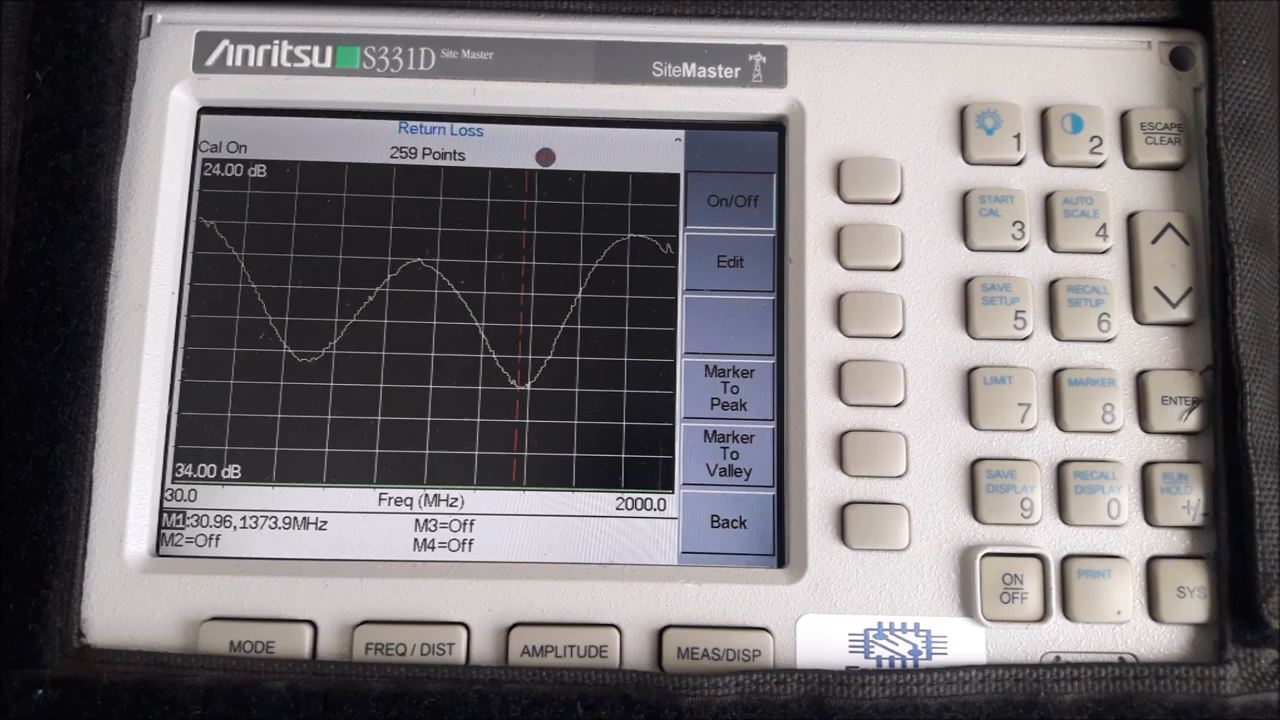 Anritsu S331D Site Master
SiteMaster
Return Loss
Cal On
259 Points
24.00 dB
34.00 dB
30.0
Freq (MHz)
2000.0
M1:30.96,1373.9MHz
M3=Off
M2=Off
M4=Off
On/Off
Edit
Marker
To
Peak
Marker
To
Valley
Back
1
2
ESCAPE
CLEAR
START
CAL
3
AUTO
SCALE
4
SAVE
SETUP
5
RECALL
SETUP
6
LIMIT
7
MARKER
8
ENTER
SAVE
DISPLAY
9
RECALL
DISPLAY
0
RUN
HOLD
+/-
ON
OFF
PRINT
.
SYS
MODE
FREQ / DIST
AMPLITUDE
MEAS/DISP